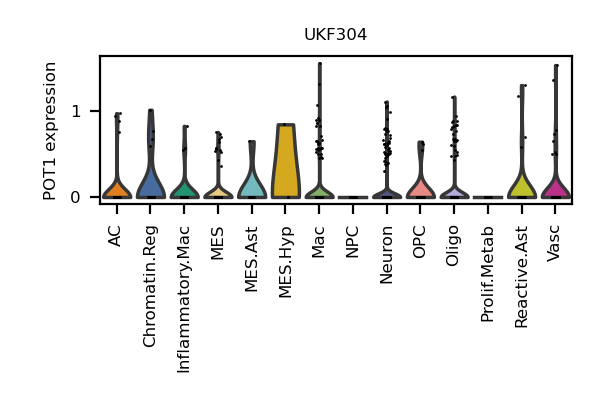 UKF304
POT1 expression
1
0
AC
Chromatin.Reg
Inflammatory.Mac
MES
MES.Ast
MES.Hyp
Mac
NPC
Neuron
OPC
Oligo
Prolif.Metab
Reactive.Ast
Vasc